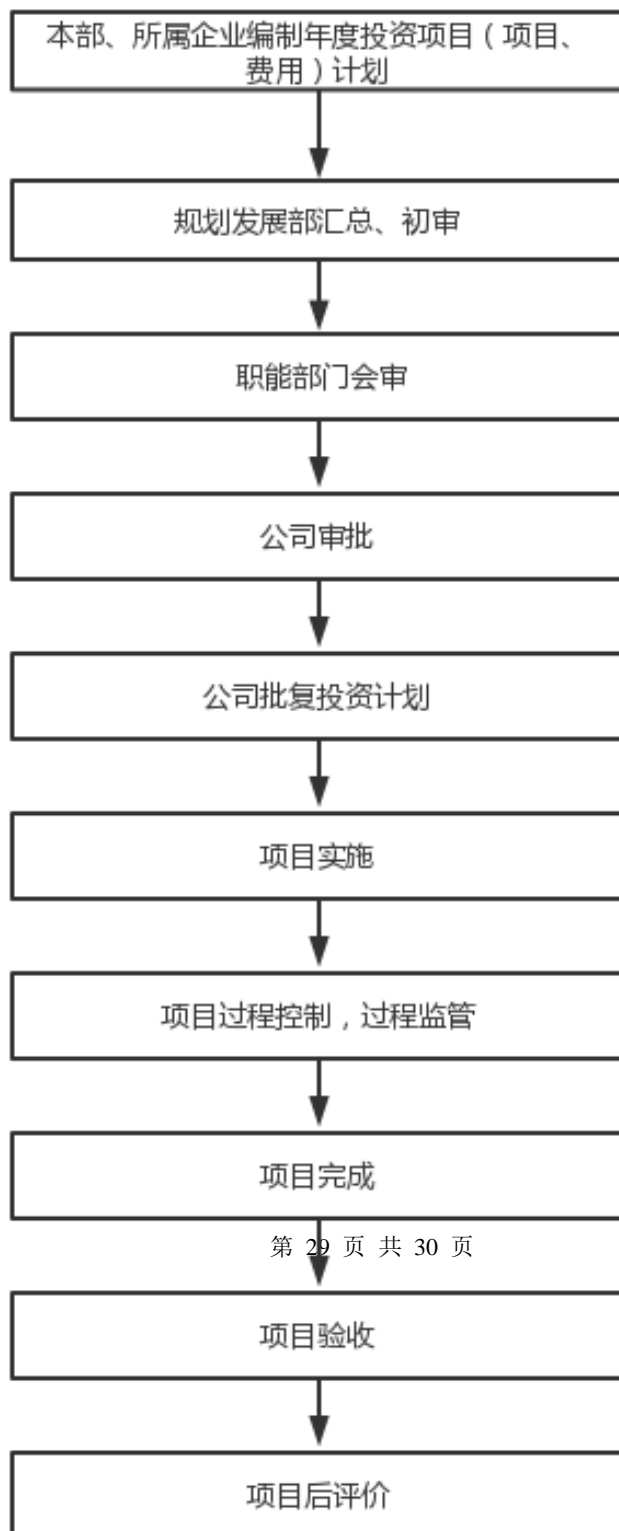 本部、所属企业编制年度投资项目（项目、
费用）计划
规划发展部汇总、初审
职能部门会审
公司审批
公司批复投资计划
项目实施
项目过程控制，过程监管
项目完成
第 29 页 共 30 页
项目验收
项目后评价